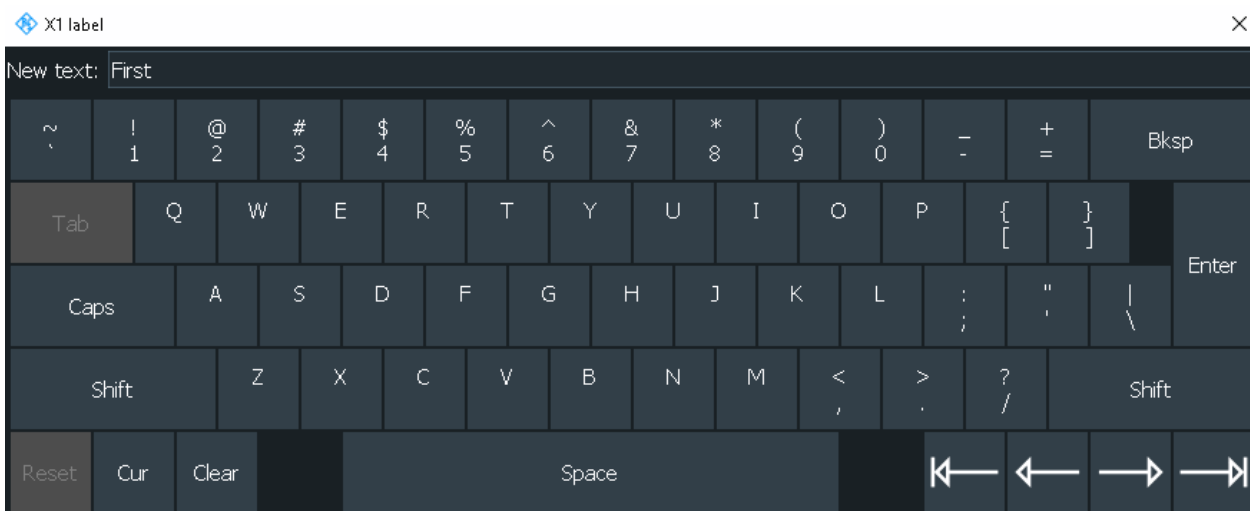 X1 label
New text: First
~ ! @ # $ % ^ & * ( ) _ + Bksp
` 1 2 3 4 5 6 7 8 9 0 - =
Tab Q W E R T Y U I O P { } Enter
[ ]
Caps A S D F G H J K L : " |
; ' \
Shift Z X C V B N M < > ? Shift
, . /
Reset Cur Clear Space